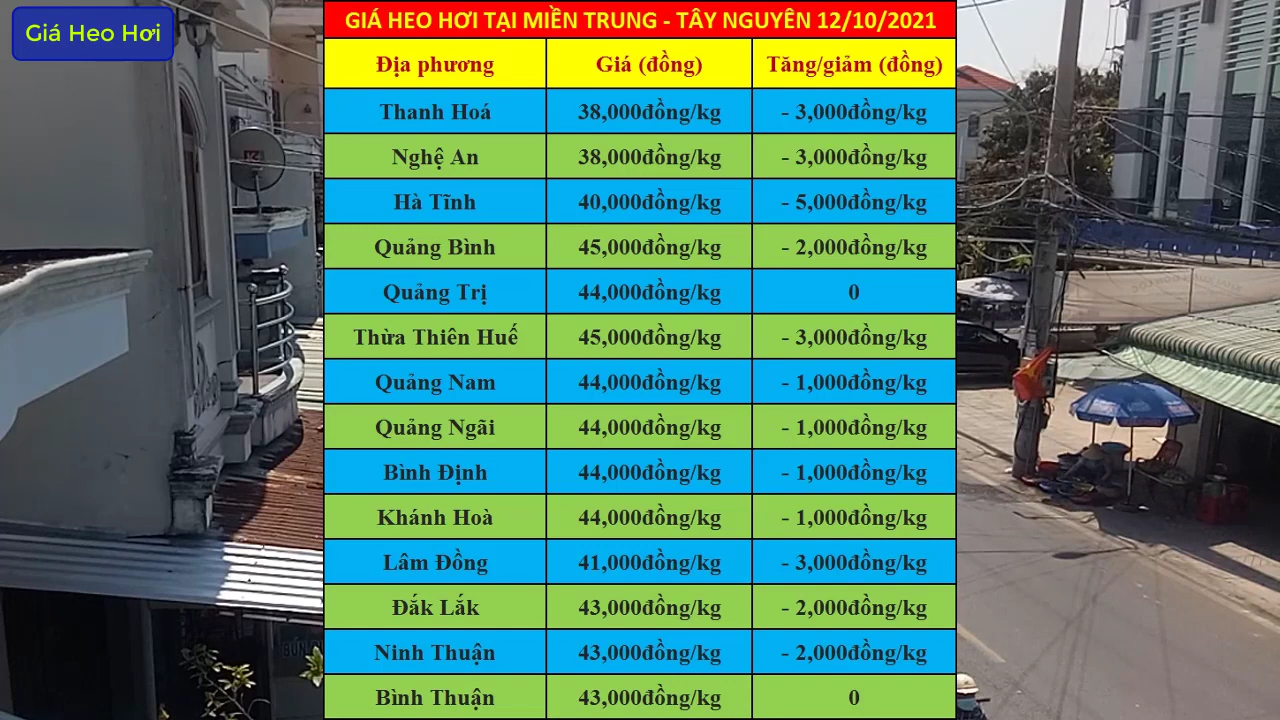 Giá Heo Hơi
GIÁ HEO HƠI TẠI MIỀN TRUNG - TÂY NGUYÊN 12/10/2021
Địa phương Giá (đồng) Tăng/giảm (đồng)
Thanh Hoá 38,000đồng/kg - 3,000đồng/kg
Nghệ An 38,000đồng/kg - 3,000đồng/kg
Hà Tĩnh 40,000đồng/kg - 5,000đồng/kg
Quảng Bình 45,000đồng/kg - 2,000đồng/kg
Quảng Trị 44,000đồng/kg 0
Thừa Thiên Huế 45,000đồng/kg - 3,000đồng/kg
Quảng Nam 44,000đồng/kg - 1,000đồng/kg
Quảng Ngãi 44,000đồng/kg - 1,000đồng/kg
Bình Định 44,000đồng/kg - 1,000đồng/kg
Khánh Hoà 44,000đồng/kg - 1,000đồng/kg
Lâm Đồng 41,000đồng/kg - 3,000đồng/kg
Đắk Lắk 43,000đồng/kg - 2,000đồng/kg
Ninh Thuận 43,000đồng/kg - 2,000đồng/kg
Bình Thuận 43,000đồng/kg 0
BÚN